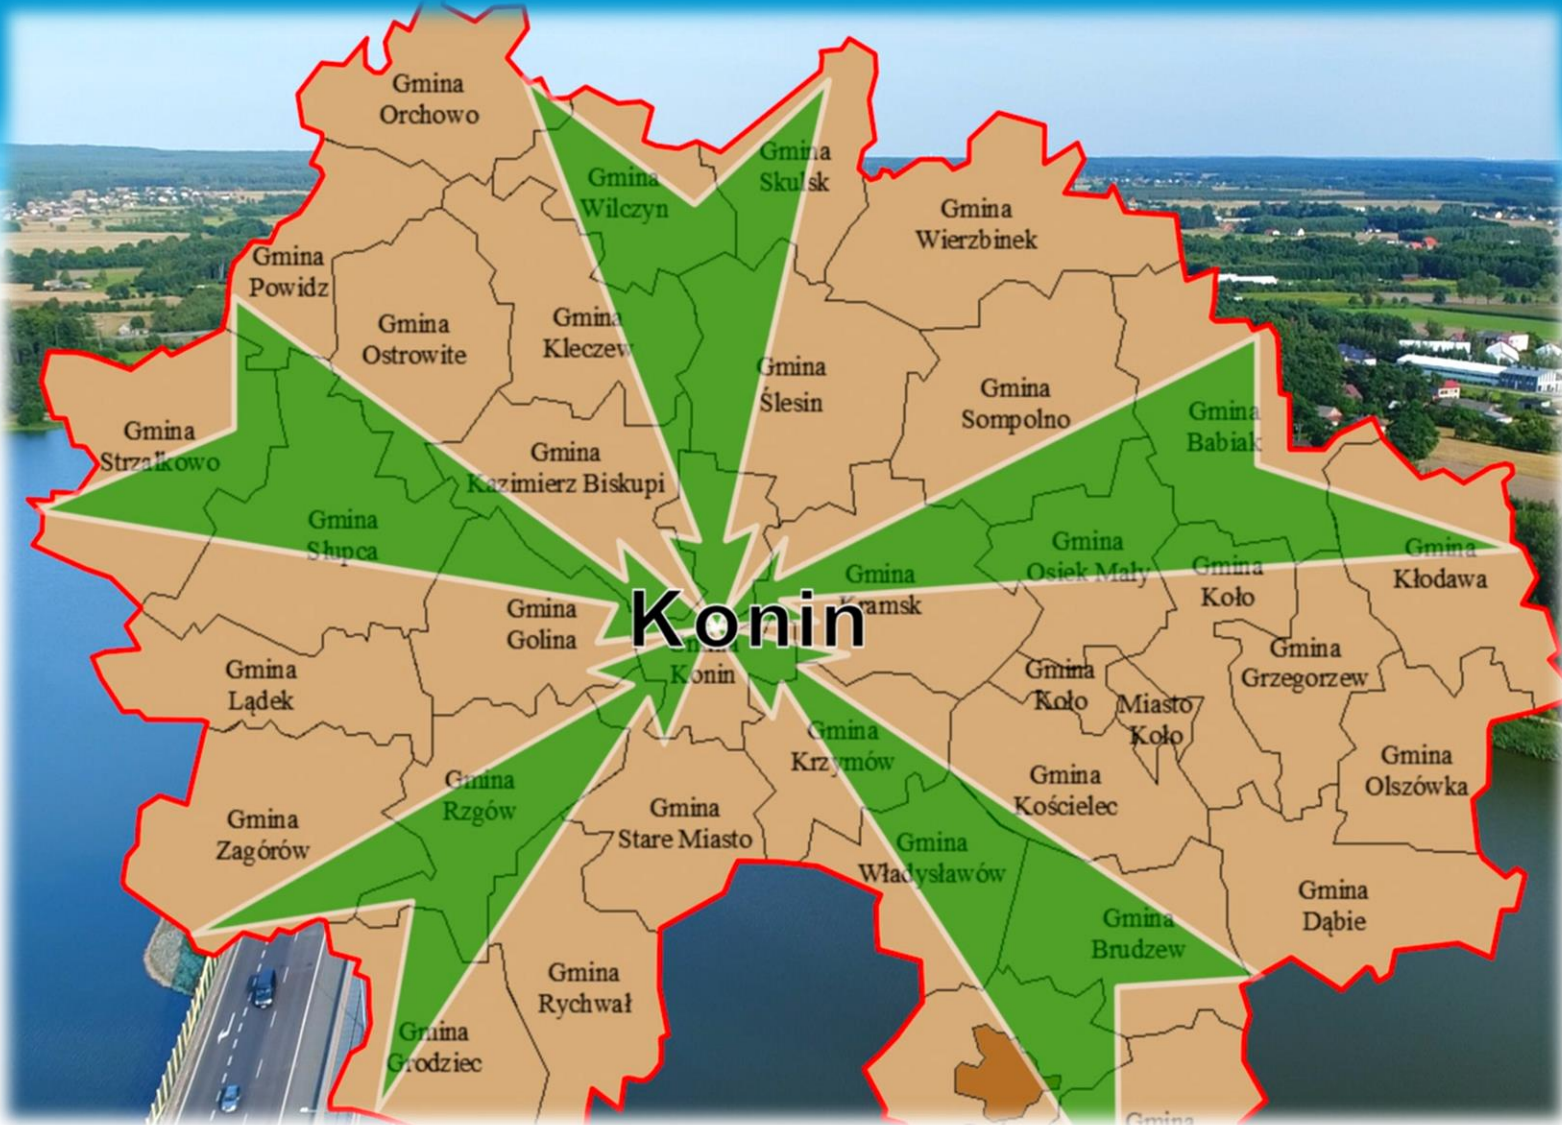 Gmina
Orchowo
Gmina
Skulsk
Gmina
Wilczyn
Gmina
Wierzbinek
Gmina
Powidz
Gmina
Ostrowite
Gmina
Kleczew
Gmina
Ślesin
Gmina
Sompolno
Gmina
Babiak
Gmina
Strzałkowo
Gmina
Kazimierz Biskupi
Gmina
Słupca
Gmina
Osiek Mały
Gmina
Koło
Gmina
Kłodawa
Gmina
Kramsk
Gmina
Golina
Konin
Gmina
Konin
Gmina
Lądek
Gmina
Koło
Miasto
Koło
Gmina
Grzegorzew
Gmina
Krzymów
Gmina
Rzgów
Gmina
Kościelec
Gmina
Olszówka
Gmina
Zagórów
Gmina
Stare Miasto
Gmina
Władysławów
Gmina
Brudzew
Gmina
Dąbie
Gmina
Rychwał
Gmina
Grodziec
Gmina